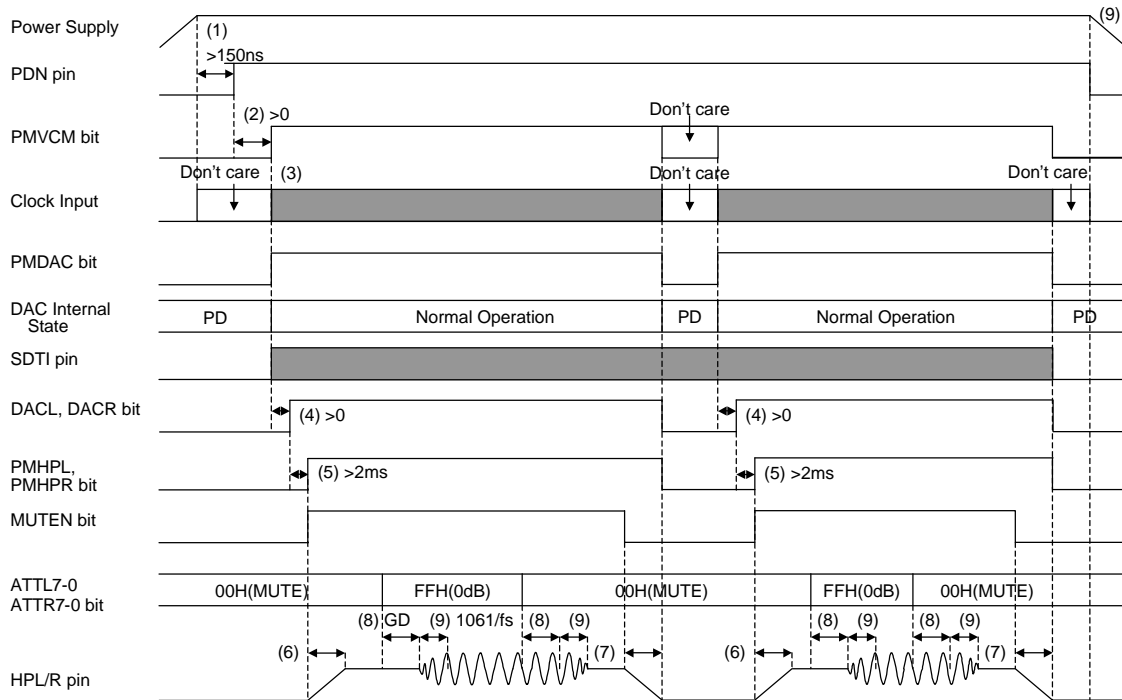 Power Supply
(1)
(9)
>150ns
PDN pin
(2) >0
Don't care
PMVCM bit
Don't care
(3)
Don't care
Don't care
Clock Input
PMDAC bit
DAC Internal
State
PD
Normal Operation
PD
Normal Operation
PD
SDTI pin
DACL, DACR bit
(4) >0
(4) >0
PMHPL,
PMHPR bit
(5) >2ms
(5) >2ms
MUTEN bit
ATTL7-0
ATTR7-0 bit
00H(MUTE)
FFH(0dB)
00H(MUTE)
FFH(0dB)
00H(MUTE)
(8) GD
(9) 1061/fs
(8)
(9)
(8)
(9)
(8)
(9)
(6)
(7)
(6)
(7)
HPL/R pin